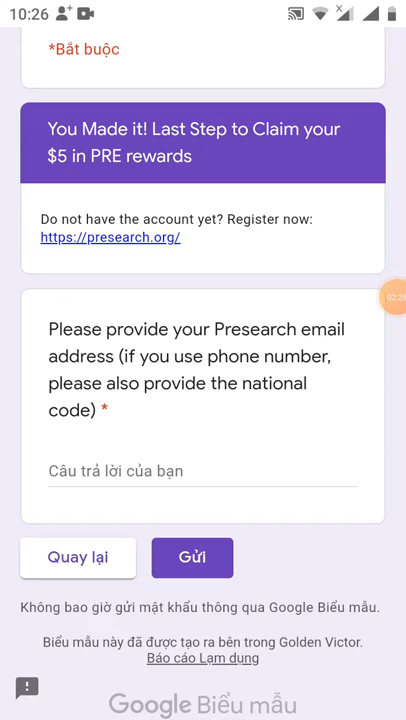 10:26
*Bắt buộc
You Made it! Last Step to Claim your
$5 in PRE rewards
Do not have the account yet? Register now:
https://presearch.org/
Please provide your Presearch email
address (if you use phone number,
please also provide the national
code) *
Câu trả lời của bạn
Quay lại
Gửi
Không bao giờ gửi mật khẩu thông qua Google Biểu mẫu.
Biểu mẫu này đã được tạo ra bên trong Golden Victor.
Báo cáo Lạm dụng
Google Biểu mẫu